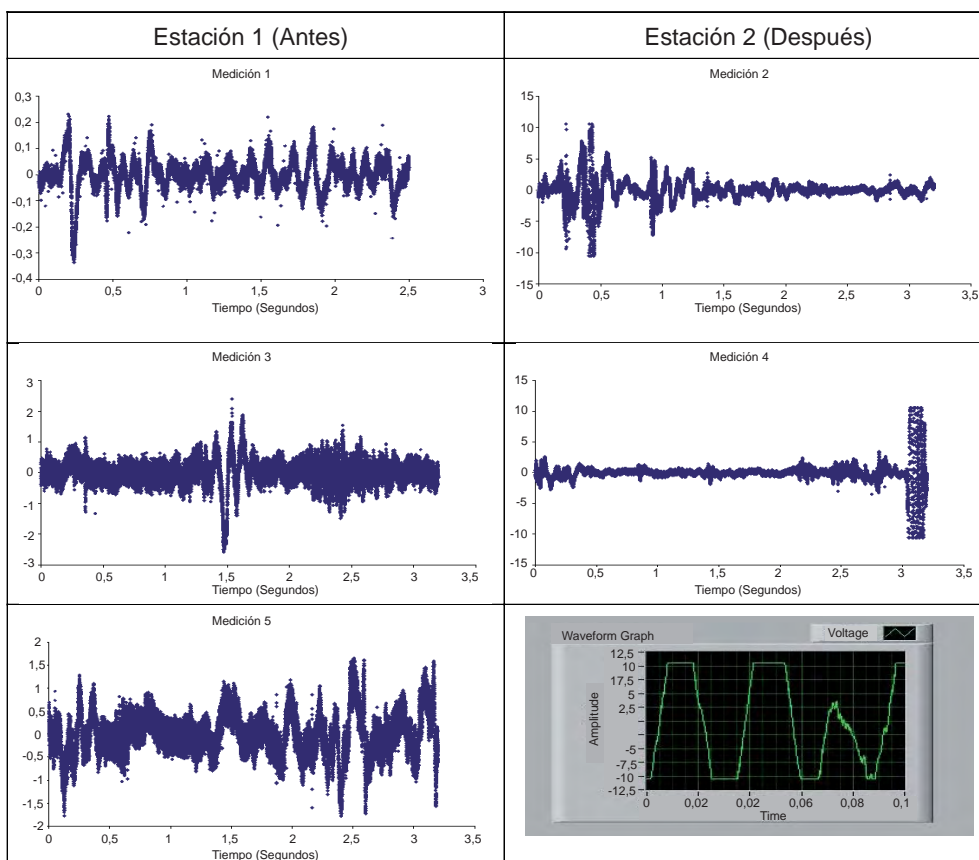 Estación 1 (Antes)
Estación 2 (Después)
Medición 1
0,3
0,2
0,1
0
-0,1
-0,2
-0,3
-0,4
0 0,5 1 1,5 2 2,5 3
Tiempo (Segundos)
Medición 2
15
10
5
0
-5
-10
-15
0 0,5 1 1,5 2 2,5 3 3,5
Tiempo (Segundos)
Medición 3
3
2
1
0
-1
-2
-3
0 0,5 1 1,5 2 2,5 3 3,5
Tiempo (Segundos)
Medición 4
15
10
5
0
-5
-10
-15
0,5 1 1,5 2 2,5 3 3,5
0
Tiempo (Segundos)
Medición 5
2
1,5
1
0,5
0
-0,5
-1
-1,5
-2
0 0,5 1 1,5 2 2,5 3 3,5
Tiempo (Segundos)
Waveform Graph
Voltage
Amplitude
12,5
10
17,5
5
2,5
-5
-7,5
-10
-12,5
0 0,02 0,02 0,06 0,08 0,1
Time